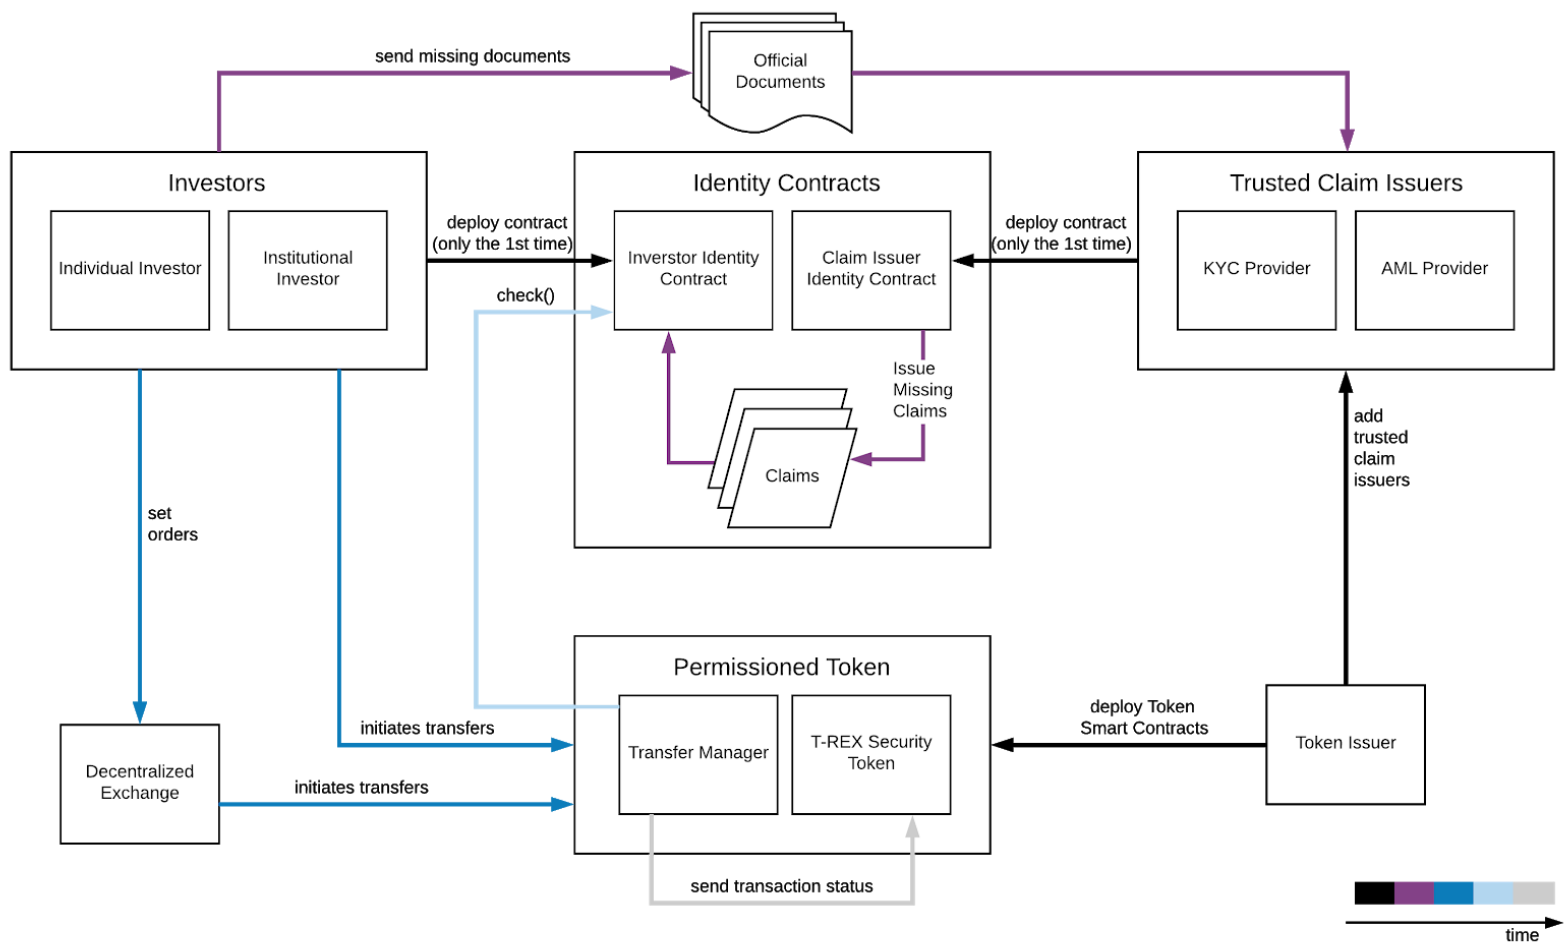 send missing documents
Official
Documents
Investors
Individual Investor
Institutional
Investor
deploy contract
(only the 1st time)
check()
Identity Contracts
Inverstor Identity
Contract
Claim Issuer
Identity Contract
Issue
Missing
Claims
Claims
deploy contract
(only the 1st time)
Trusted Claim Issuers
KYC Provider
AML Provider
add
trusted
claim
issuers
set
orders
Decentralized
Exchange
initiates transfers
initiates transfers
Permissioned Token
Transfer Manager
T-REX Security
Token
send transaction status
deploy Token
Smart Contracts
Token Issuer
time